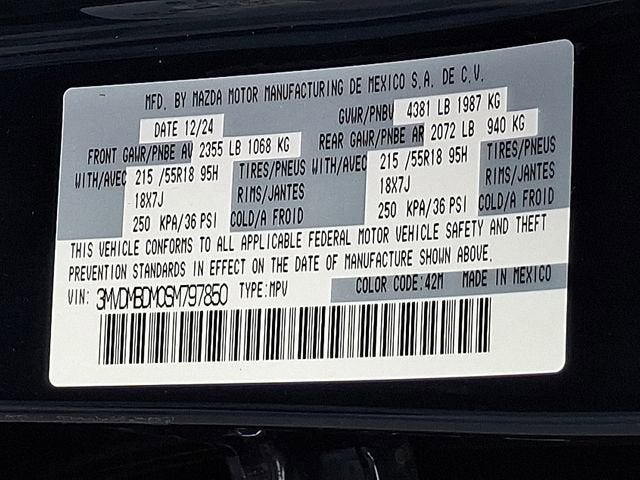 MFD. BY MAZDA MOTOR MANUFACTURING DE MEXICO S.A. DE C.V.
DATE 12/24 GVWR/PNBV 4381 LB 1987 KG
FRONT GAWR/PNBE AV 2355 LB 1068 KG REAR GAWR/PNBE AR 2072 LB 940 KG
WITH/AVEC 215 /55R18 95H TIRES/PNEUS WITH/AVEC 215 /55R18 95H TIRES/PNEUS
18X7J RIMS/JANTES 18X7J RIMS/JANTES
250 KPA/36 PSI COLD/A FROID 250 KPA/36 PSI COLD/A FROID
THIS VEHICLE CONFORMS TO ALL APPLICABLE FEDERAL MOTOR VEHICLE SAFETY AND THEFT
PREVENTION STANDARDS IN EFFECT ON THE DATE OF MANUFACTURE SHOWN ABOVE.
VIN: 3MVDMBDM0SM797850 TYPE:MPV COLOR CODE:42M MADE IN MEXICO